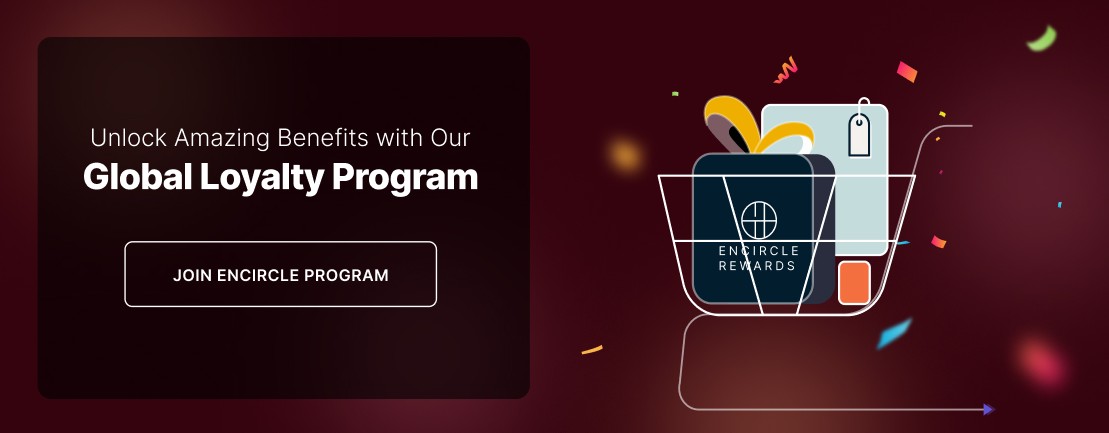 Unlock Amazing Benefits with Our
Global Loyalty Program
JOIN ENCIRCLE PROGRAM
ENCIRCLE
REWARDS